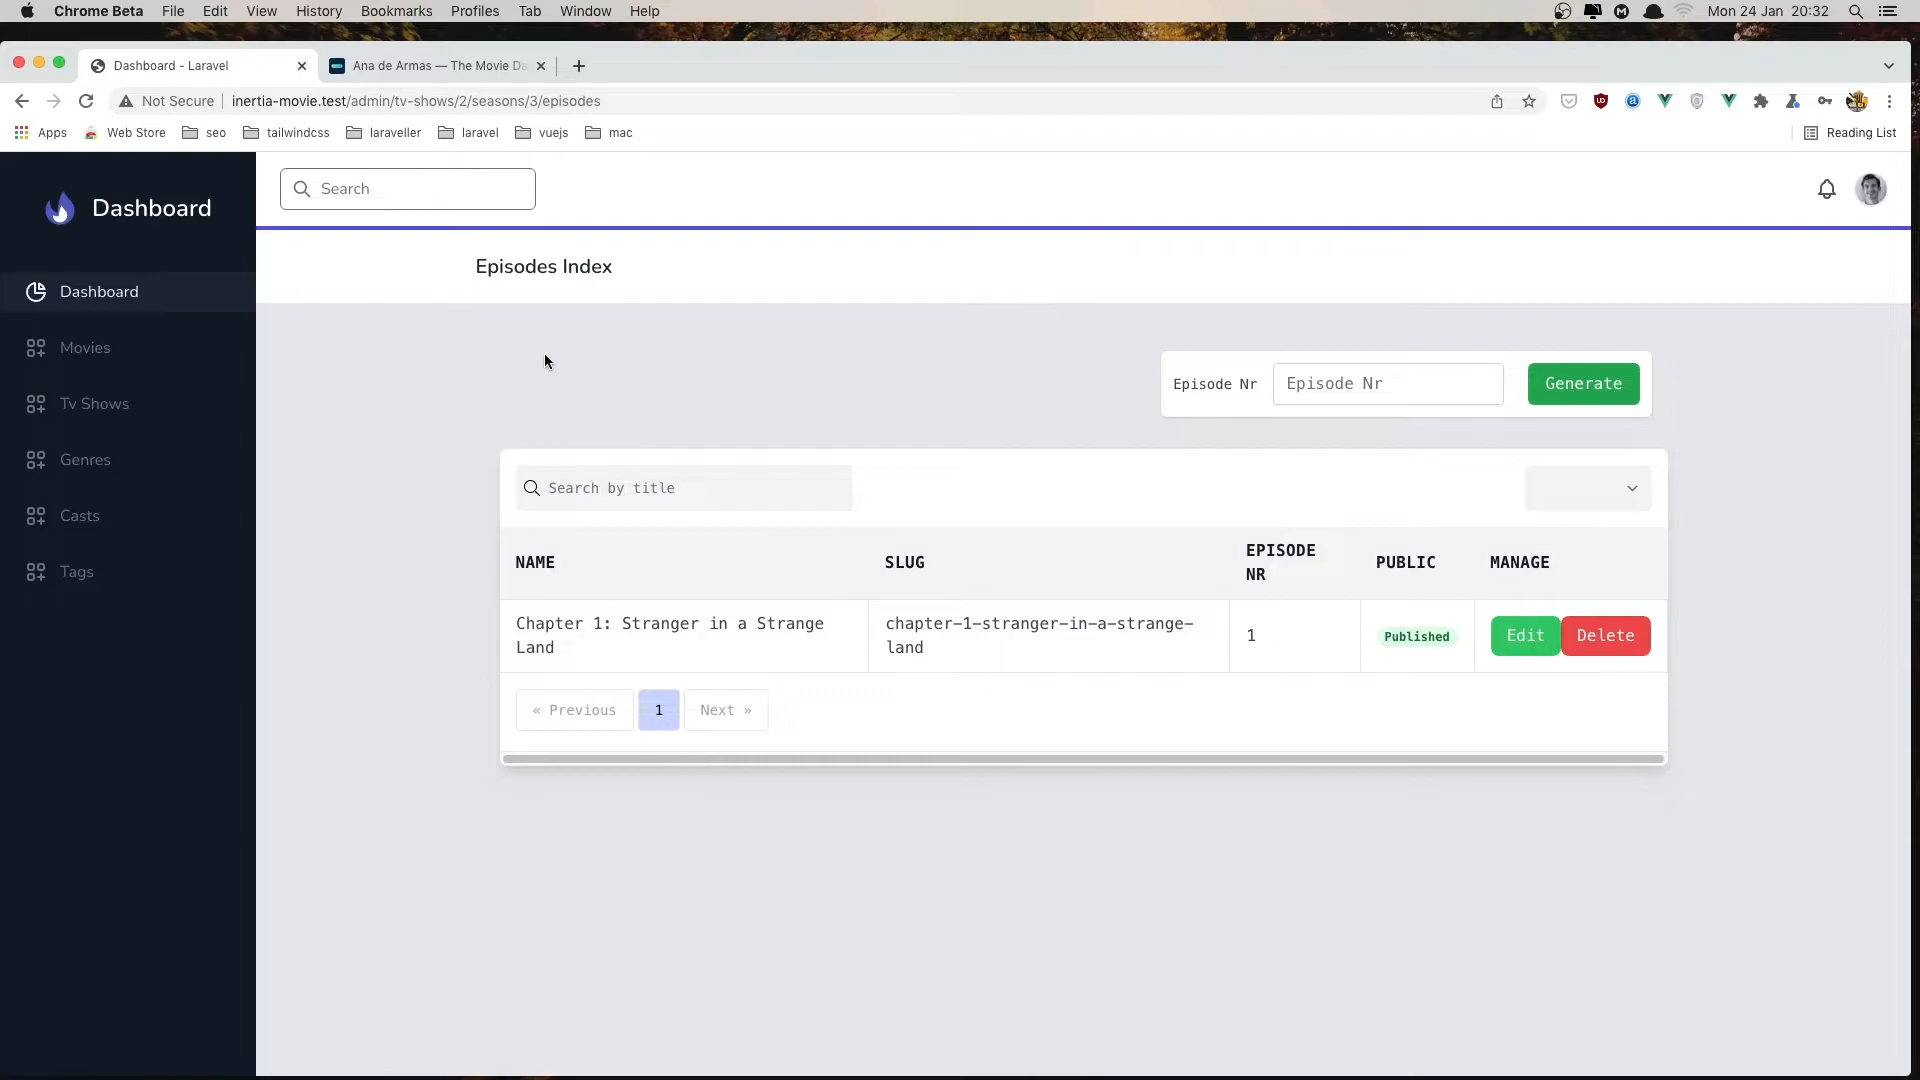 Chrome Beta File Edit View History Bookmarks Profiles Tab Window Help Mon 24 Jan 20:32
Dashboard - Laravel
Ana de Armas — The Movie Da
Not Secure inertia-movie.test/admin/tv-shows/2/seasons/3/episodes
Apps Web Store seo tailwindcss laraveller laravel vuejs mac Reading List
Dashboard
Search
Dashboard
Movies
Tv Shows
Genres
Casts
Tags
Episodes Index
Episode Nr Episode Nr Generate
Search by title
NAME SLUG EPISODE NR PUBLIC MANAGE
Chapter 1: Stranger in a Strange
Land
chapter-1-stranger-in-a-strange-
land
1
Published
Edit Delete
« Previous 1 Next »